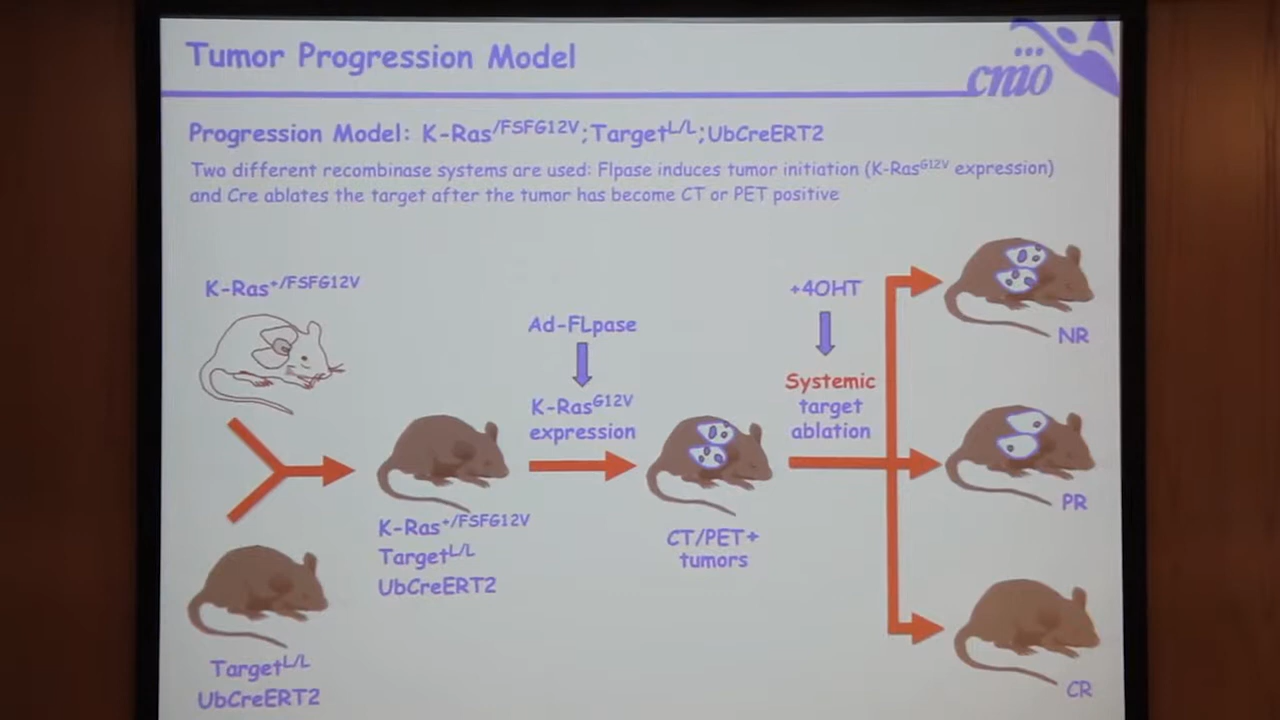 Tumor Progression Model
cnio
Progression Model: K-Ras/FSFG12V;TargetL/L;UbCreERT2
Two different recombinase systems are used: Flpase induces tumor initiation (K-RasG12V expression)
and Cre ablates the target after the tumor has become CT or PET positive
K-Ras+/FSFG12V
Target L/L
UbCreERT2
K-Ras+/FSFG12V
TargetL/L
UbCreERT2
Ad-FLpase
K-RasG12V
expression
CT/PET+
tumors
+4OHT
Systemic
target
ablation
NR
PR
CR